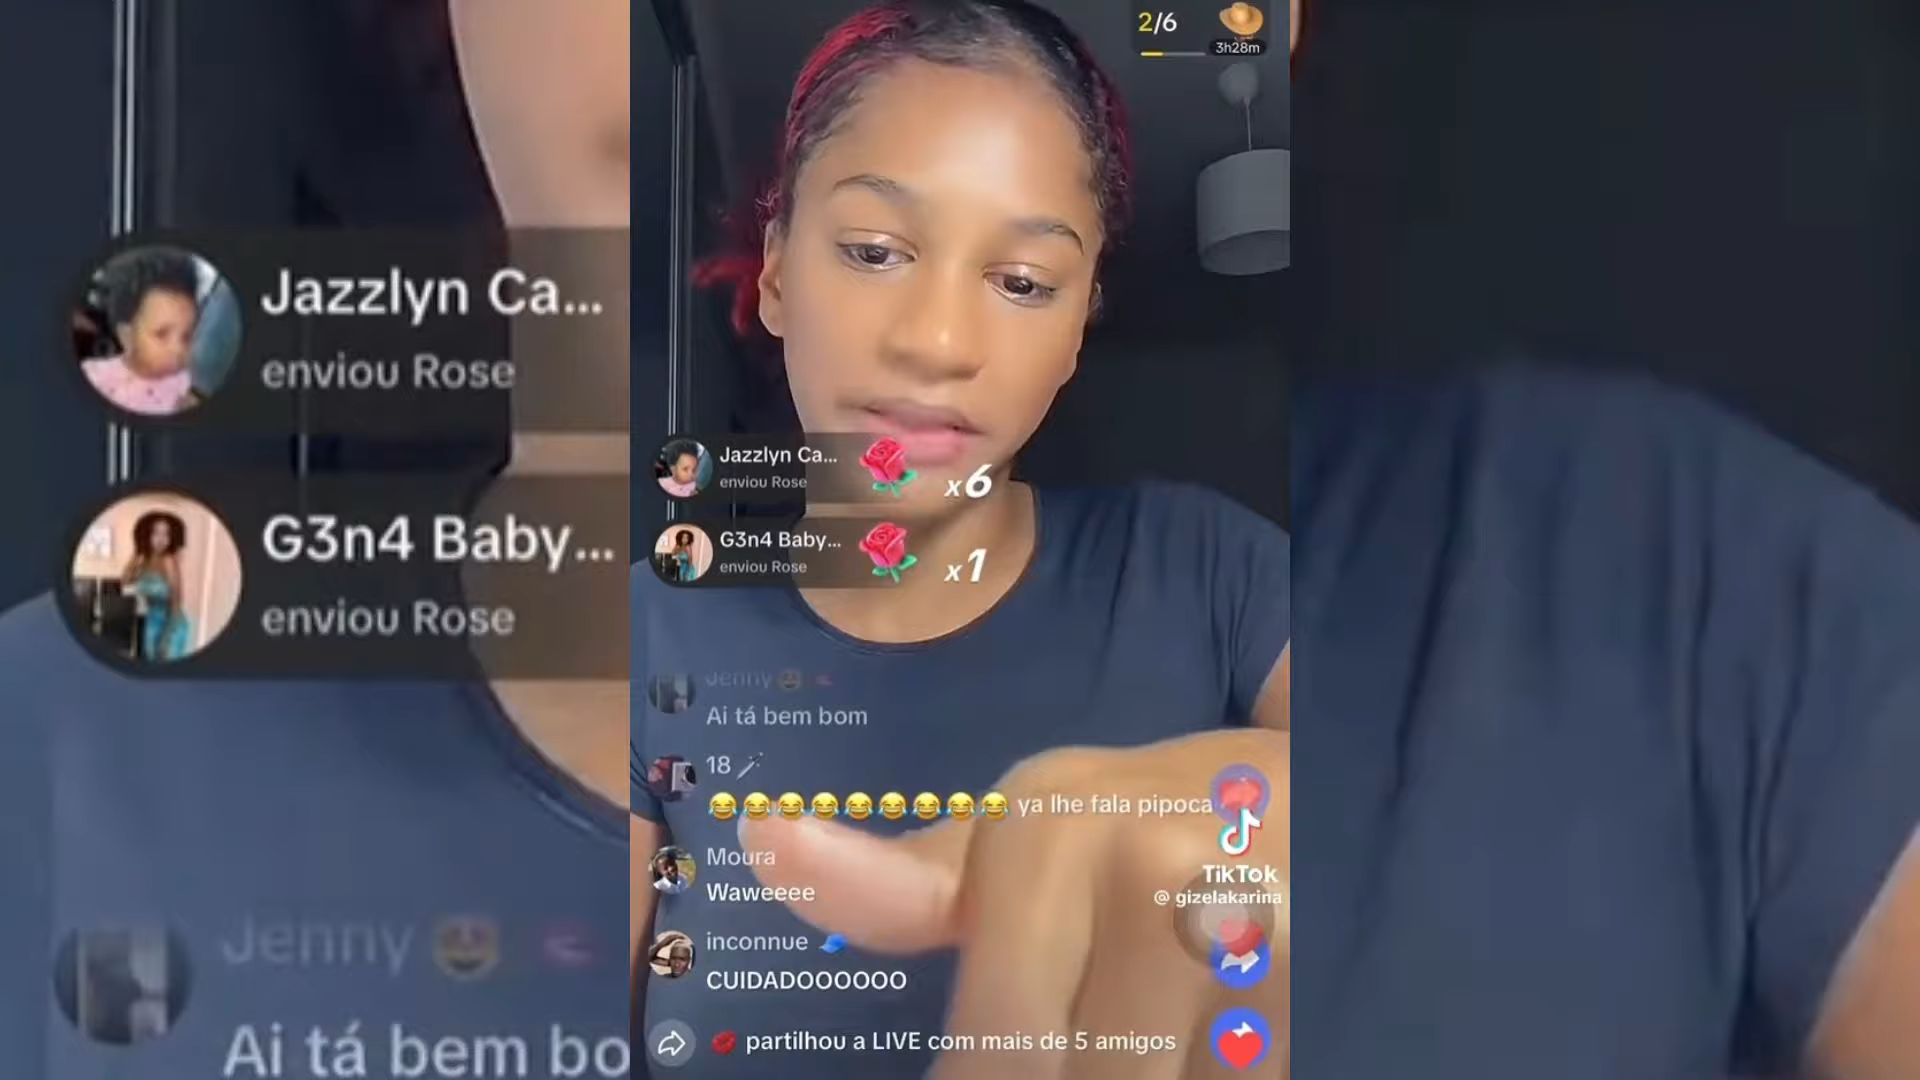 2/6
3h28m
Jazzlyn Ca...
enviou Rose
G3n4 Baby...
enviou Rose
Jazzlyn Ca...
enviou Rose
x6
G3n4 Baby...
enviou Rose
x1
Jenny
Ai tá bem bom
18
😂😂😂😂😂😂😂😂😂 ya lhe fala pipoca
Moura
Waweeee
inconnue 🧢
CUIDADOOOOOO
💋 partilhou a LIVE com mais de 5 amigos
TikTok
@ gizelakarina
Jenny
Ai tá bem bo